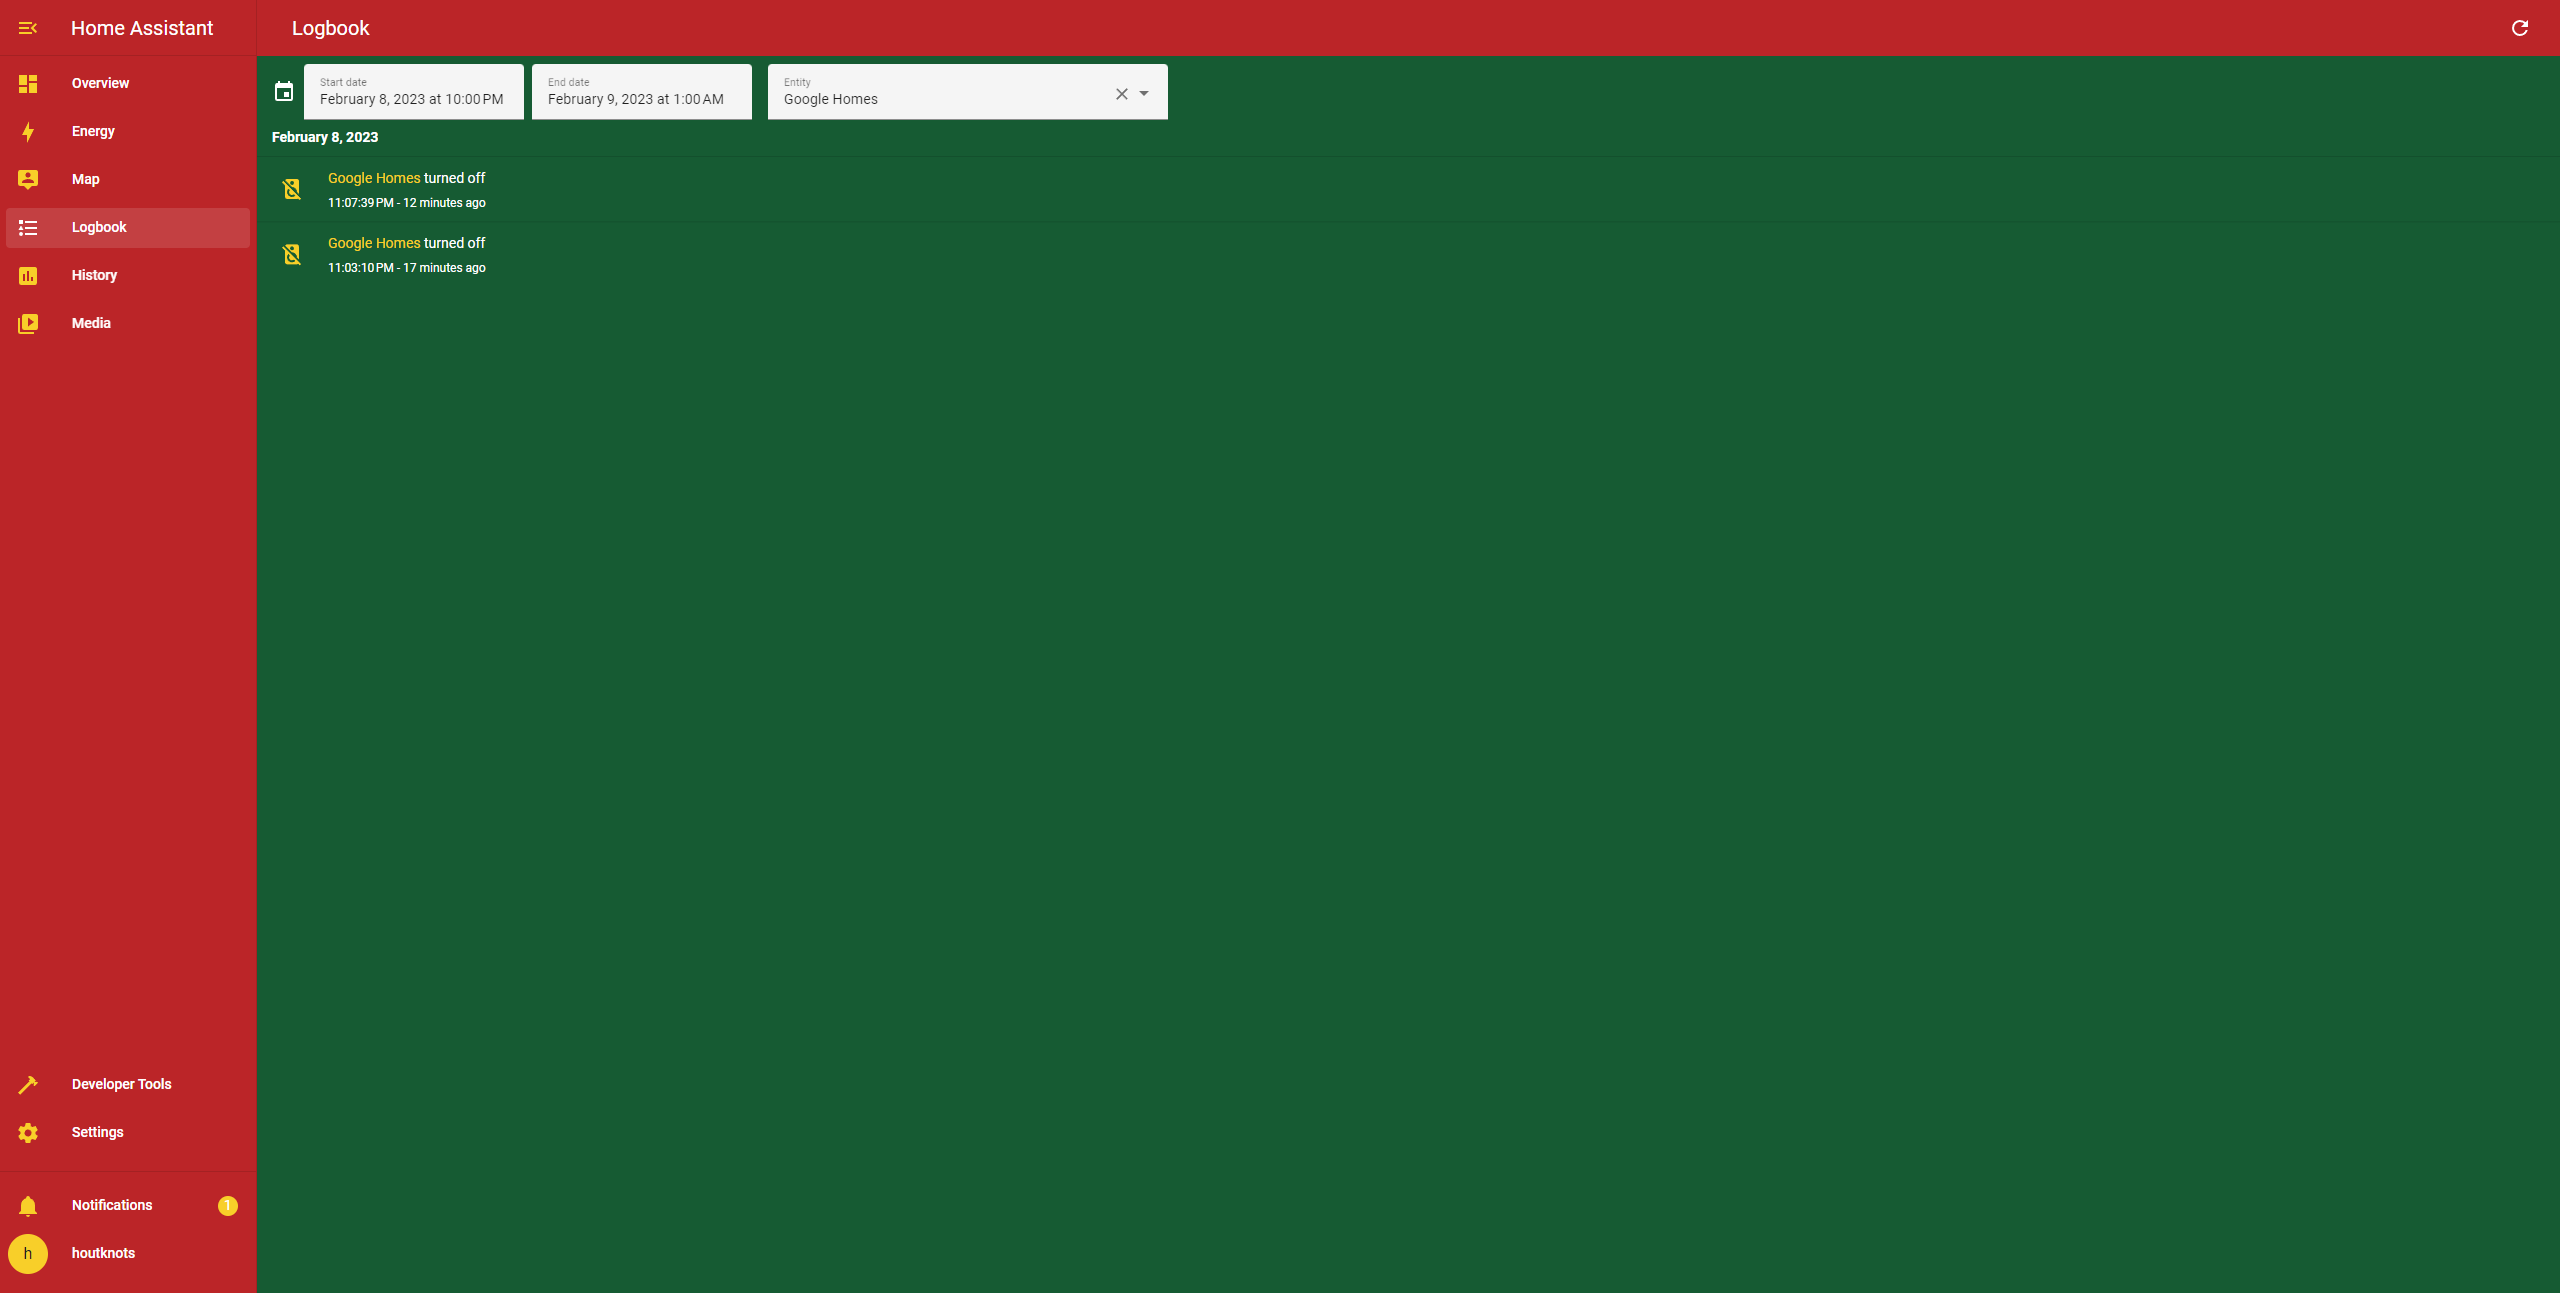 Home Assistant
Overview
Energy
Map
Logbook
History
Media
Developer Tools
Settings
Notifications 1
h houtknots
Logbook
Start date
February 8, 2023 at 10:00 PM
End date
February 9, 2023 at 1:00 AM
Entity
Google Homes
February 8, 2023
Google Homes turned off
11:07:39 PM - 12 minutes ago
Google Homes turned off
11:03:10 PM - 17 minutes ago